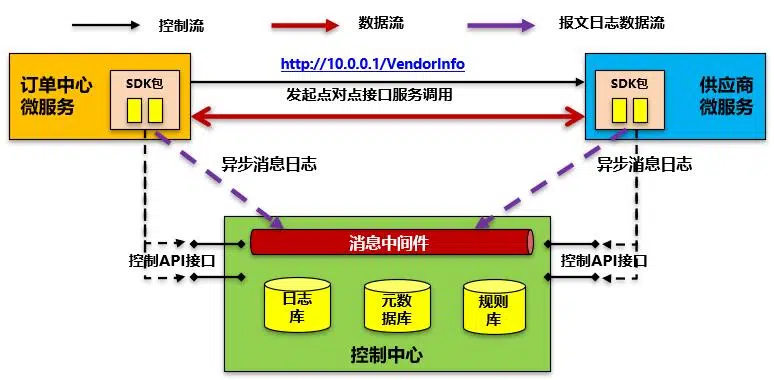 控制流
数据流
报文日志数据流
http://10.0.0.1/VendorInfo
订单中心
微服务
SDK包
发起点对点接口服务调用
SDK包
供应商
微服务
异步消息日志
异步消息日志
消息中间件
控制API接口
控制API接口
日志
库
元数
据库
规则
库
控制中心